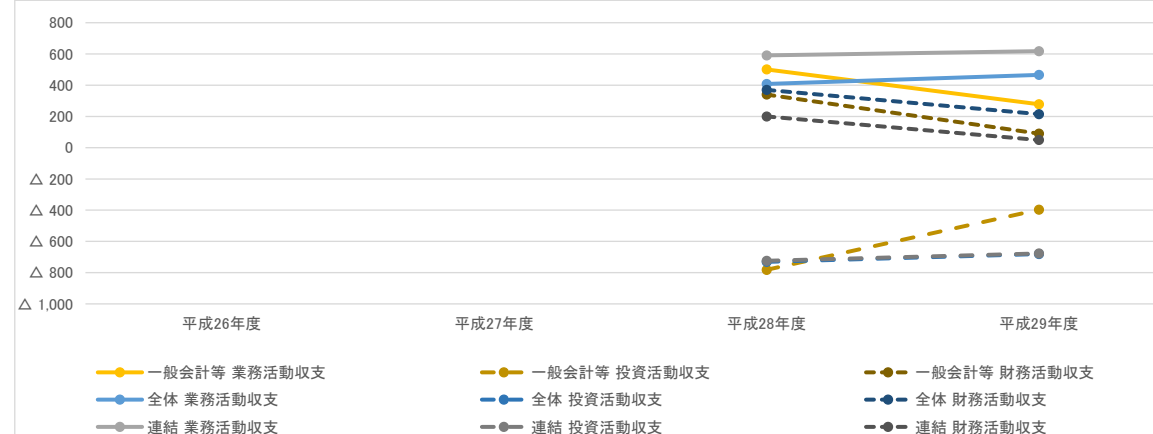 800
600
400
200
0
△ 200
△ 400
△ 600
△ 800
△ 1,000
平成26年度 平成27年度 平成28年度 平成29年度
一般会計等 業務活動収支 一般会計等 投資活動収支 一般会計等 財務活動収支
全体 業務活動収支 全体 投資活動収支 全体 財務活動収支
連結 業務活動収支 連結 投資活動収支 連結 財務活動収支